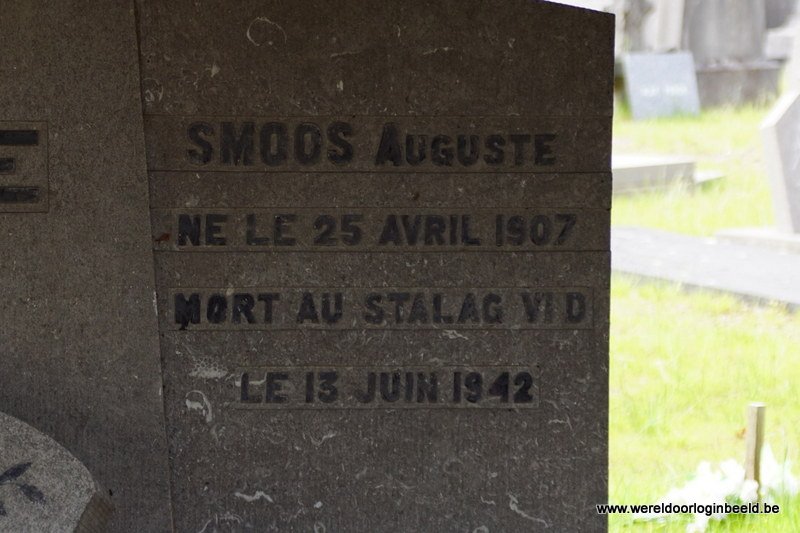 SMOOS AUGUSTE
NE LE 25 AVRIL 1907
MORT AU STALAG VI D
LE 13 JUIN 1942
E
www.wereldoorloginbeeld.be